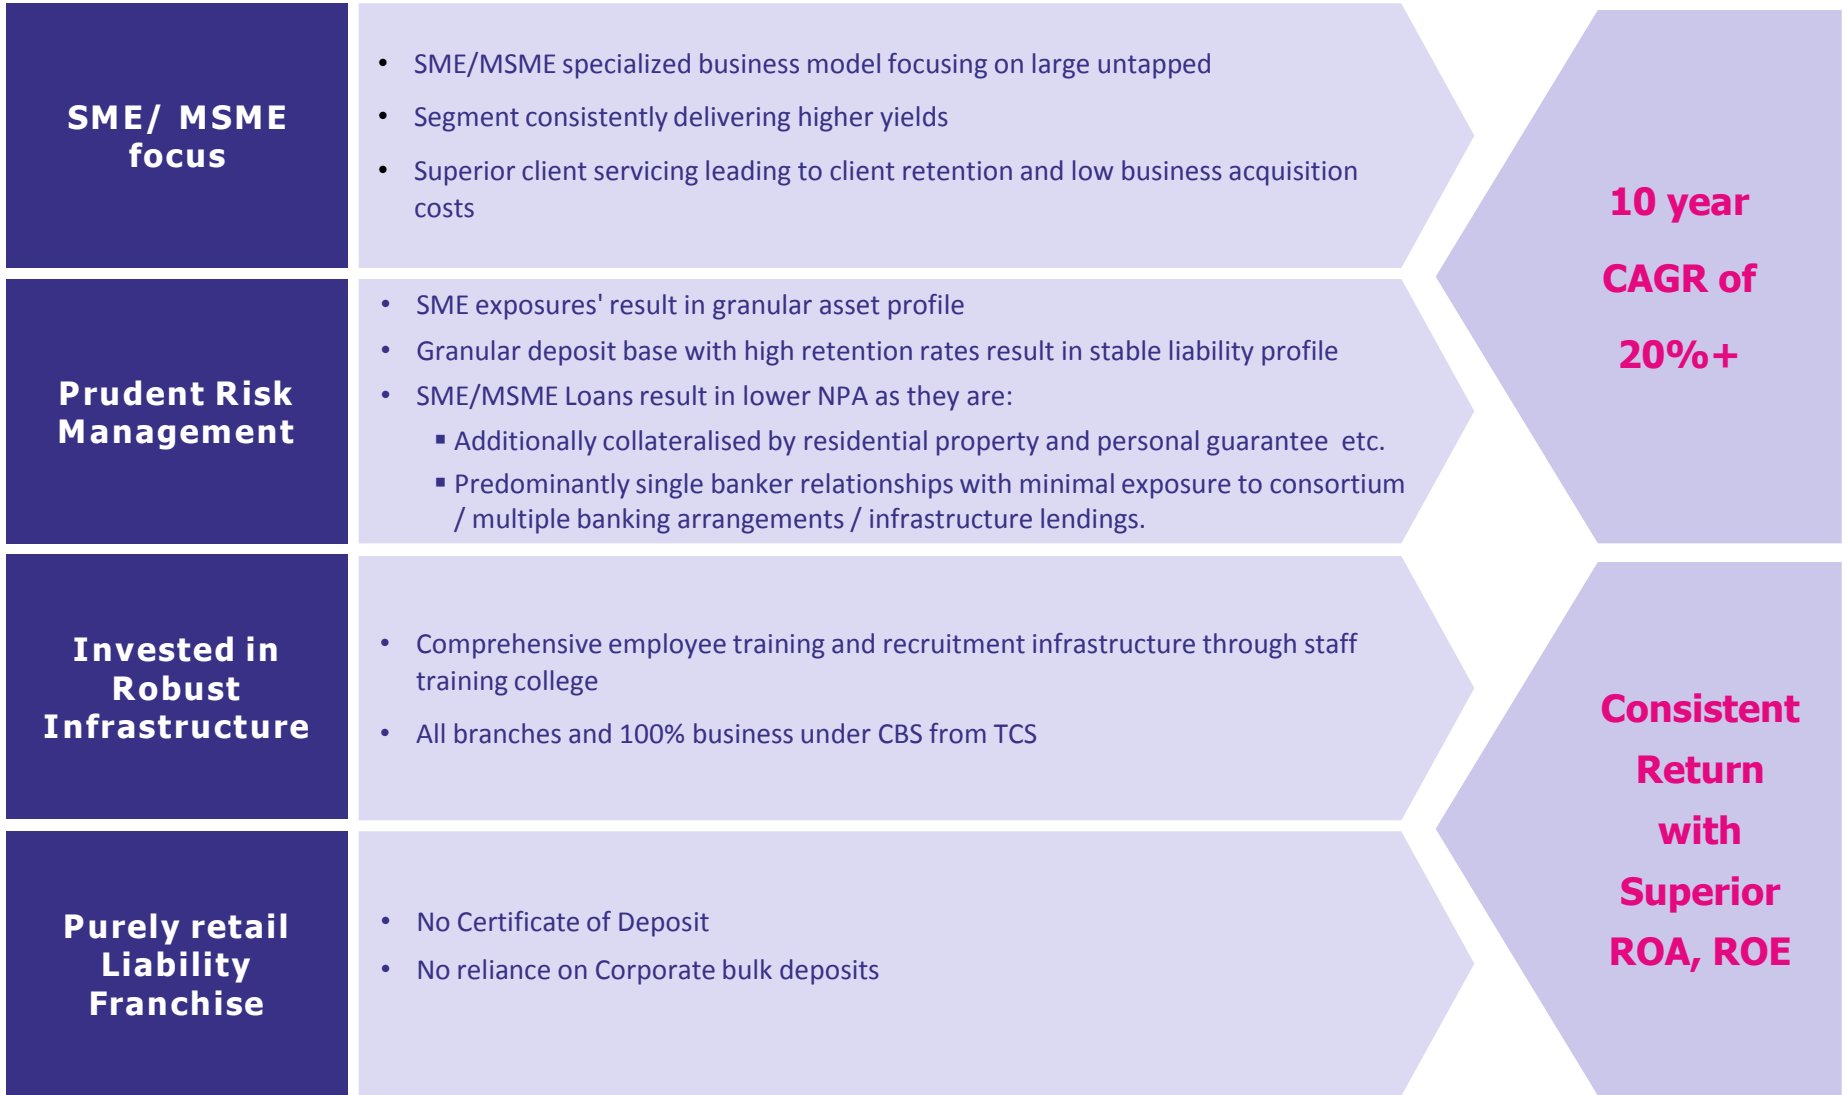 SME/ MSME
focus
• SME/MSME specialized business model focusing on large untapped
• Segment consistently delivering higher yields
• Superior client servicing leading to client retention and low business acquisition
costs
Prudent Risk
Management
• SME exposures' result in granular asset profile
• Granular deposit base with high retention rates result in stable liability profile
• SME/MSME Loans result in lower NPA as they are:
▪ Additionally collateralised by residential property and personal guarantee etc.
▪ Predominantly single banker relationships with minimal exposure to consortium
/ multiple banking arrangements / infrastructure lendings.
10 year
CAGR of
20%+
Invested in
Robust
Infrastructure
• Comprehensive employee training and recruitment infrastructure through staff
training college
• All branches and 100% business under CBS from TCS
Purely retail
Liability
Franchise
• No Certificate of Deposit
• No reliance on Corporate bulk deposits
Consistent
Return
with
Superior
ROA, ROE